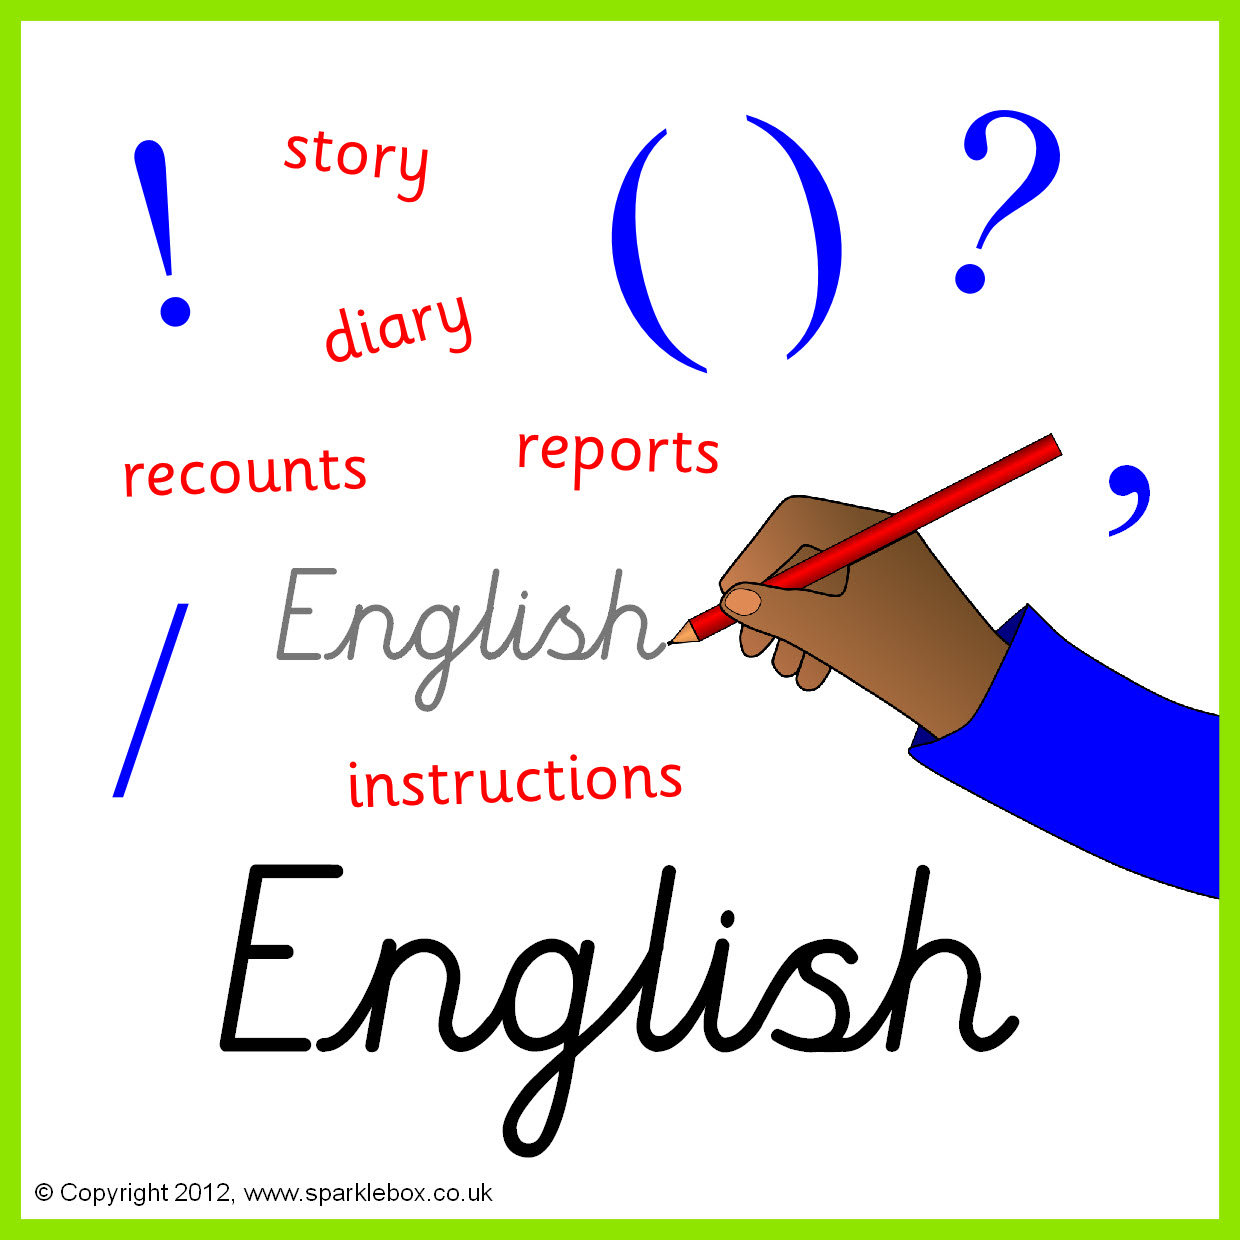 ! story ( ) ?
diary
recounts reports ,
English
/
instructions
English
© Copyright 2012, www.sparklebox.co.uk